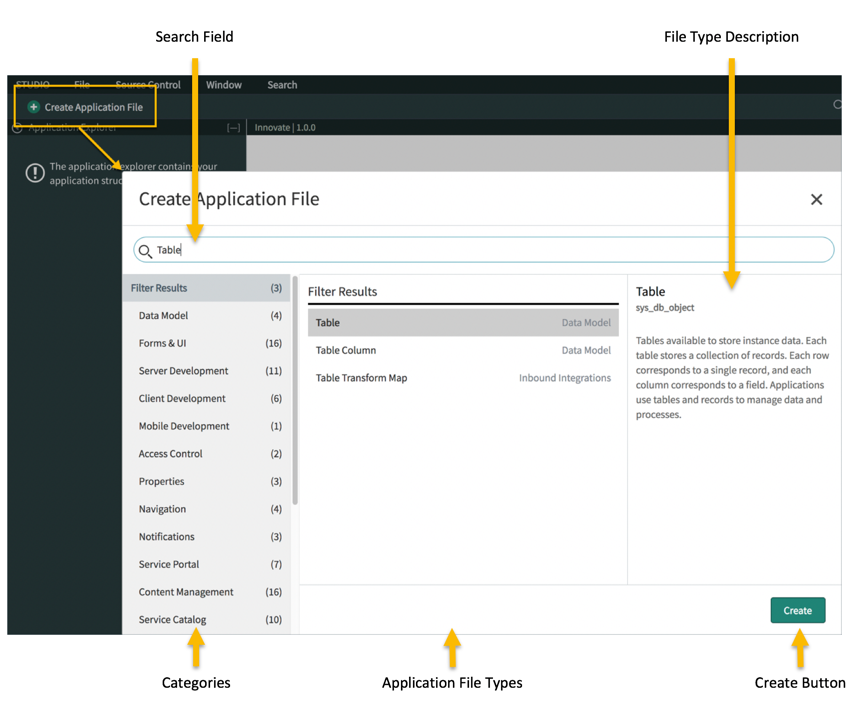 Search Field
File Type Description
STUDIO File Source Control Window Search
Create Application File
Application Explorer [—] Innovate | 1.0.0
The application explorer contains your
application struc
Create Application File
Table
Filter Results (3)
Data Model (4)
Forms & UI (16)
Server Development (11)
Client Development (6)
Mobile Development (1)
Access Control (2)
Properties (3)
Navigation (4)
Notifications (3)
Service Portal (7)
Content Management (16)
Service Catalog (10)
Filter Results
Table Data Model
Table Column Data Model
Table Transform Map Inbound Integrations
Table
sys_db_object
Tables available to store instance data. Each
table stores a collection of records. Each row
corresponds to a single record, and each
column corresponds to a field. Applications
use tables and records to manage data and
processes.
Create
Categories
Application File Types
Create Button